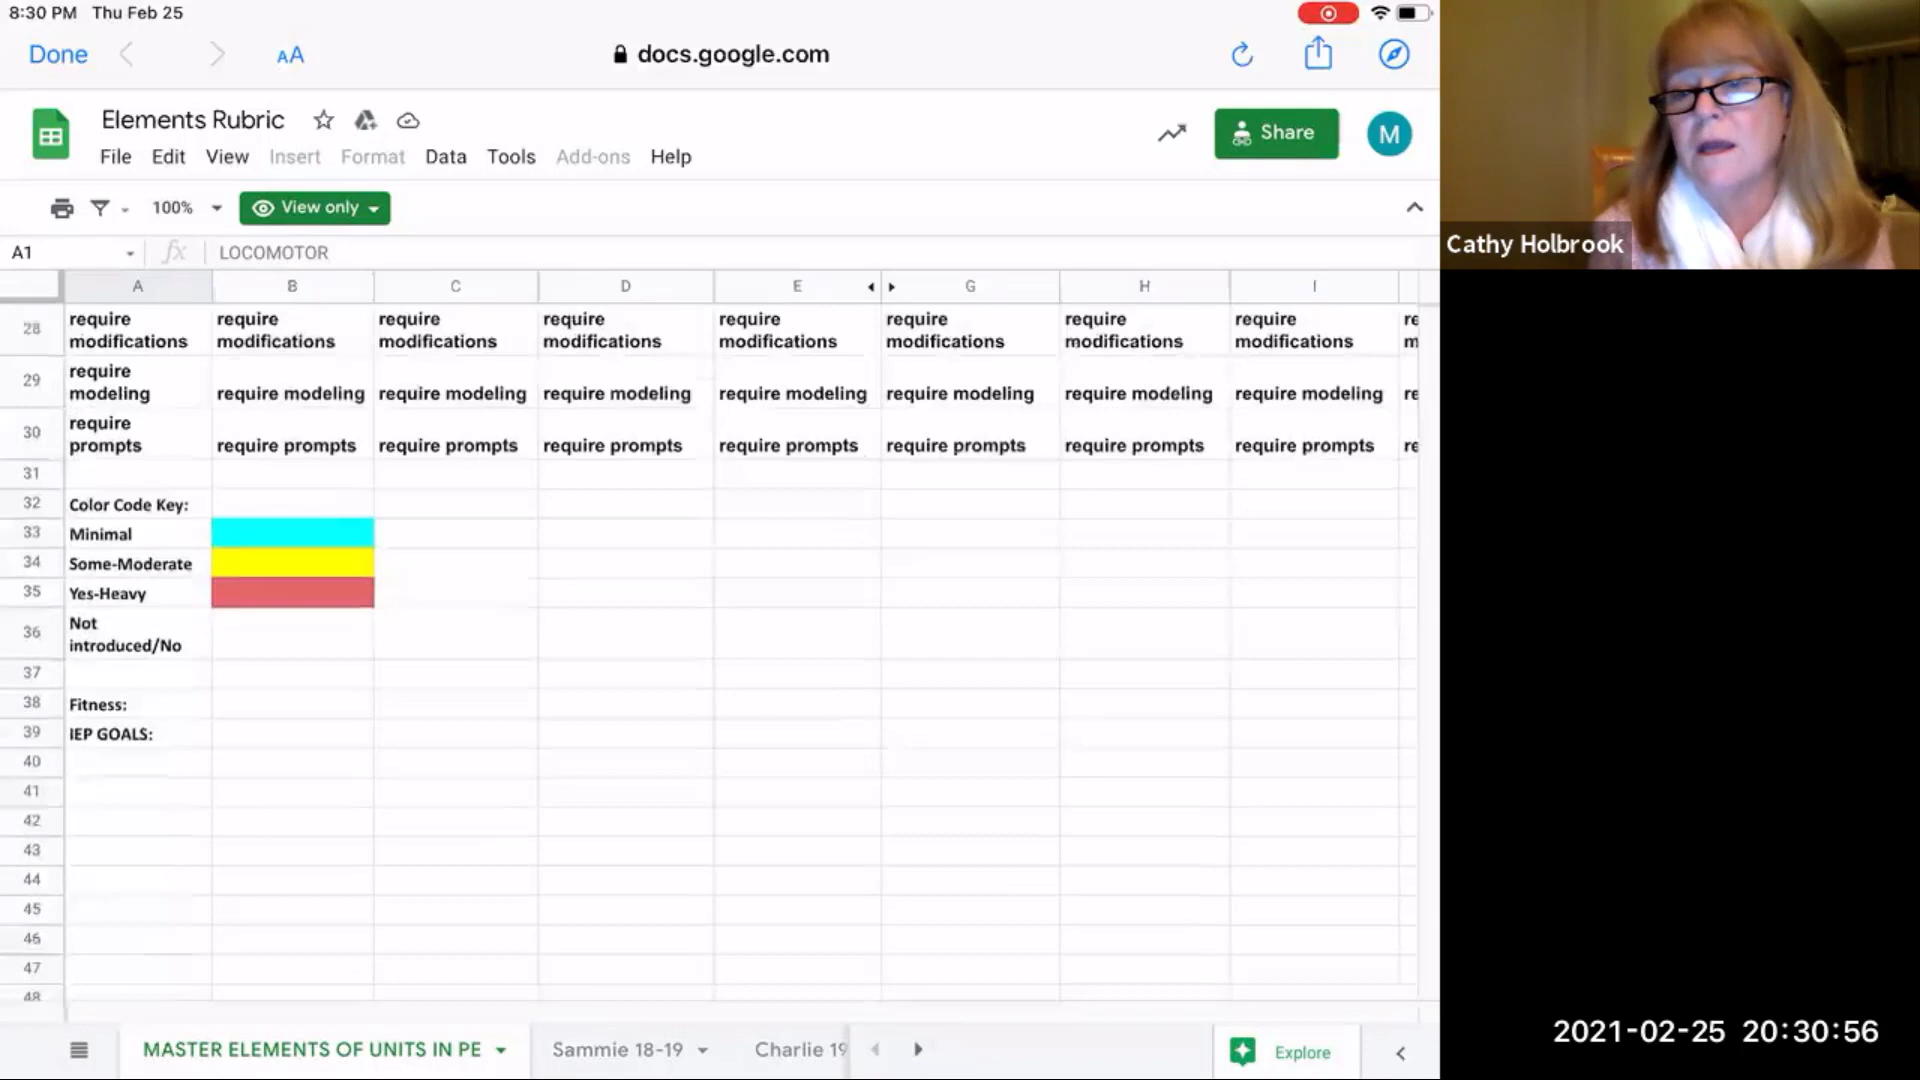 8:30 PM Thu Feb 25
Done
AA
docs.google.com
Elements Rubric
Share
M
File Edit View Insert Format Data Tools Add-ons Help
100%
View only
A1
fx
LOCOMOTOR
A B C D E G H I
28 require modifications require modifications require modifications require modifications require modifications require modifications require modifications require modifications
29 require modeling require modeling require modeling require modeling require modeling require modeling require modeling require modeling
30 require prompts require prompts require prompts require prompts require prompts require prompts require prompts require prompts
31
32 Color Code Key:
33 Minimal
34 Some-Moderate
35 Yes-Heavy
36 Not introduced/No
37
38 Fitness:
39 IEP GOALS:
40
41
42
43
44
45
46
47
48
MASTER ELEMENTS OF UNITS IN PE
Sammie 18-19
Charlie 19
Explore
Cathy Holbrook
2021-02-25 20:30:56